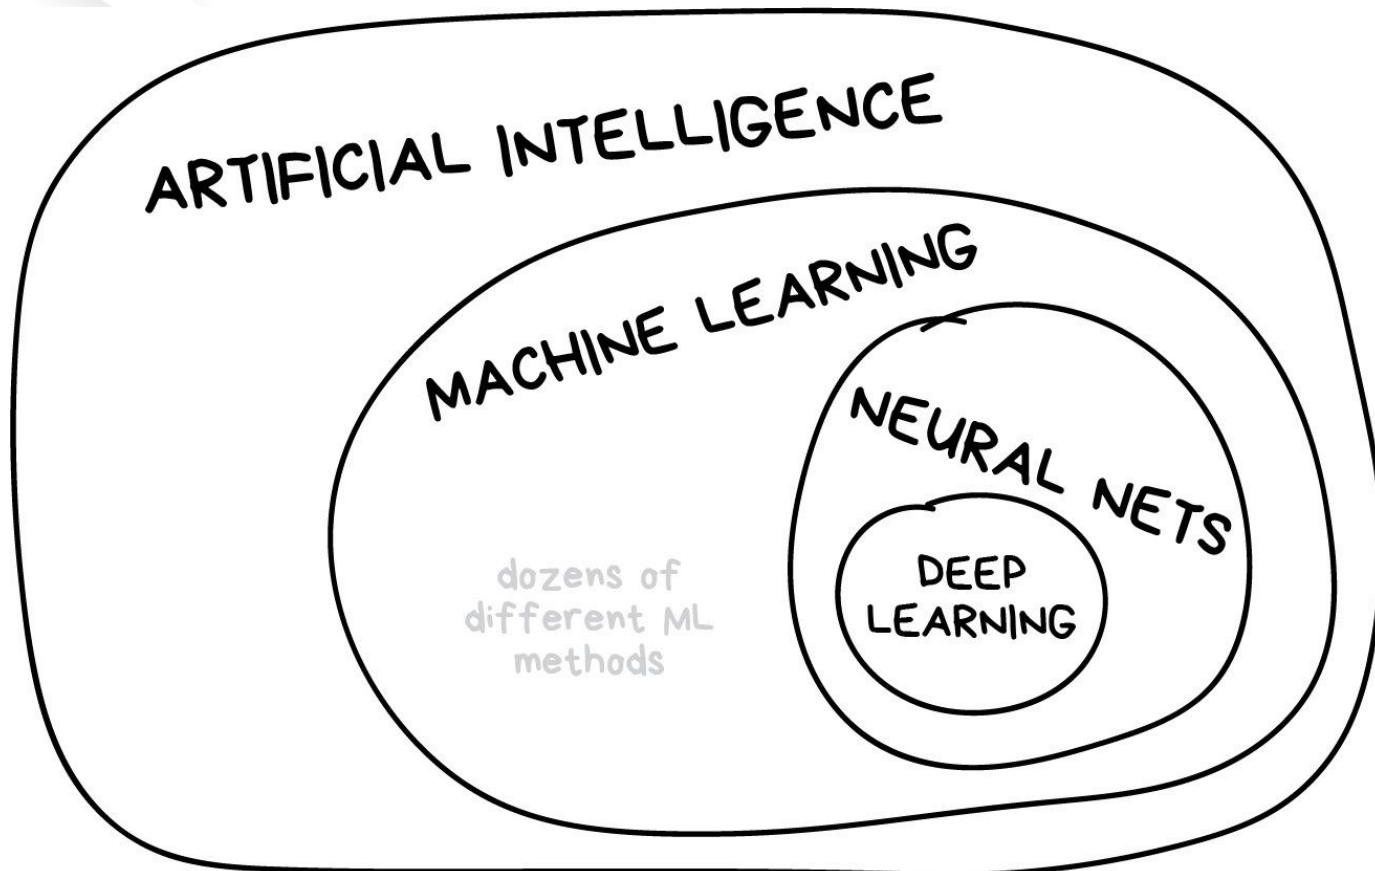 ARTIFICIAL INTELLIGENCE
MACHINE LEARNING
NEURAL NETS
DEEP
LEARNING
dozens of
different ML
methods